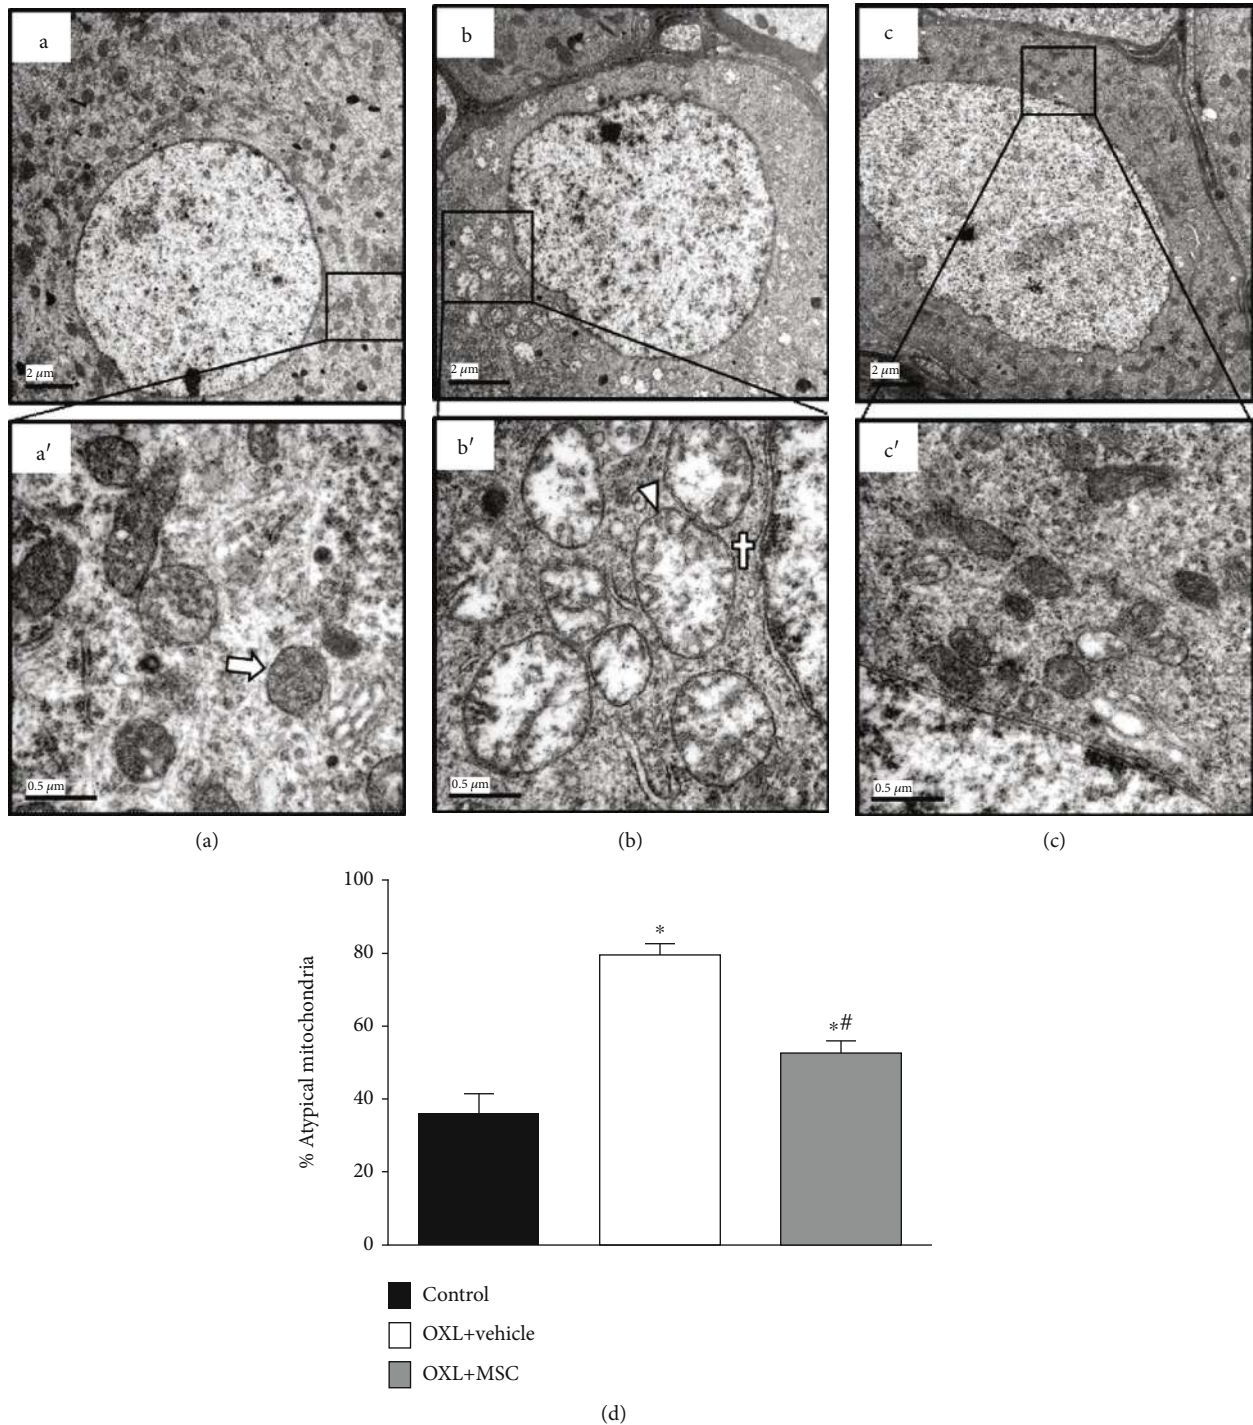 a
b
c
2 μm
2 μm
2 μm
a′
b′
c′
0.5 μm
0.5 μm
0.5 μm
(a)
(b)
(c)
100
80
60
40
20
0
% Atypical mitochondria
*
*#
Control
OXL+vehicle
OXL+MSC
(d)